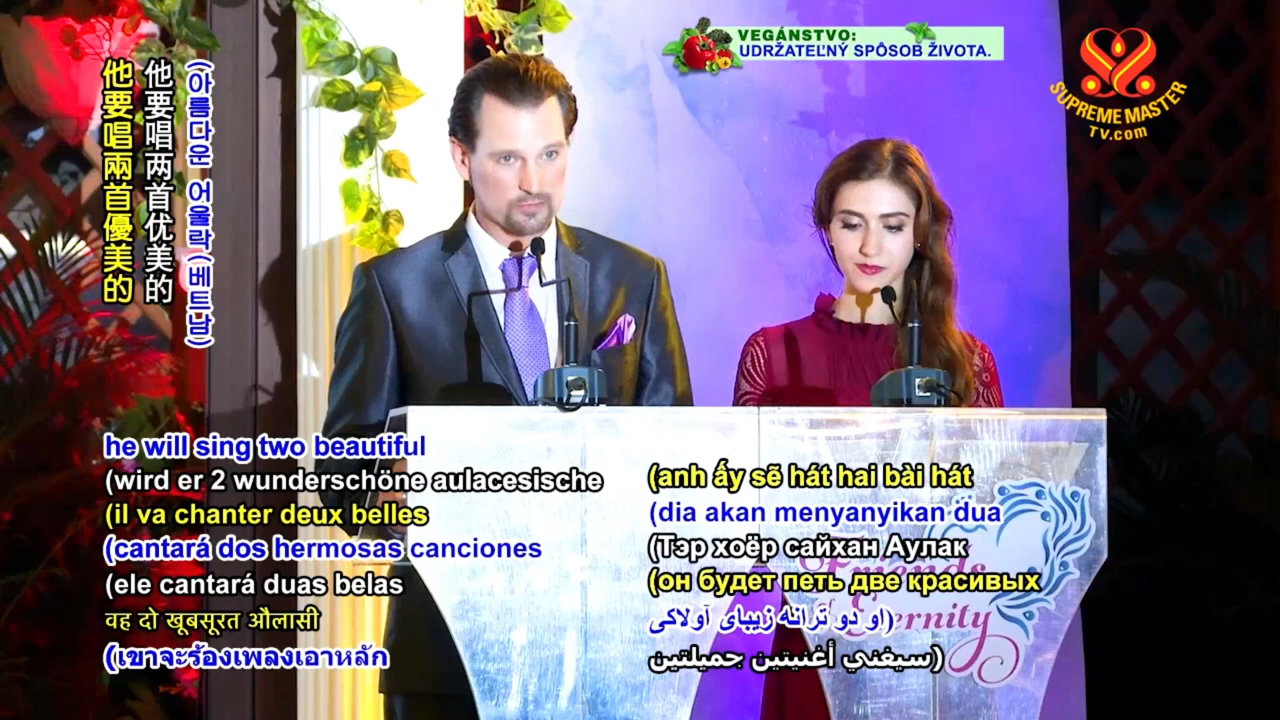 VEGÁNSTVO:
UDRŽATEĽNÝ SPÔSOB ŽIVOTA.
SUPREME MASTER
TV.com
他要唱兩首優美的
他要唱两首优美的
(아름다운 어울락(베트남)
he will sing two beautiful
(wird er 2 wunderschöne aulacesische
(il va chanter deux belles
(cantará dos hermosas canciones
(ele cantará duas belas
वह दो खूबसूरत औलासी
(เขาจะร้องเพลงเอาหลัก
(anh ấy sẽ hát hai bài hát
(dia akan menyanyikan dua
(Тэр хоёр сайхан Аулак
(он будет петь две красивых
(او دو ترانه زیبای آولاکی
(سيغني أغنيتين جميلتين
Friends
of Eternity